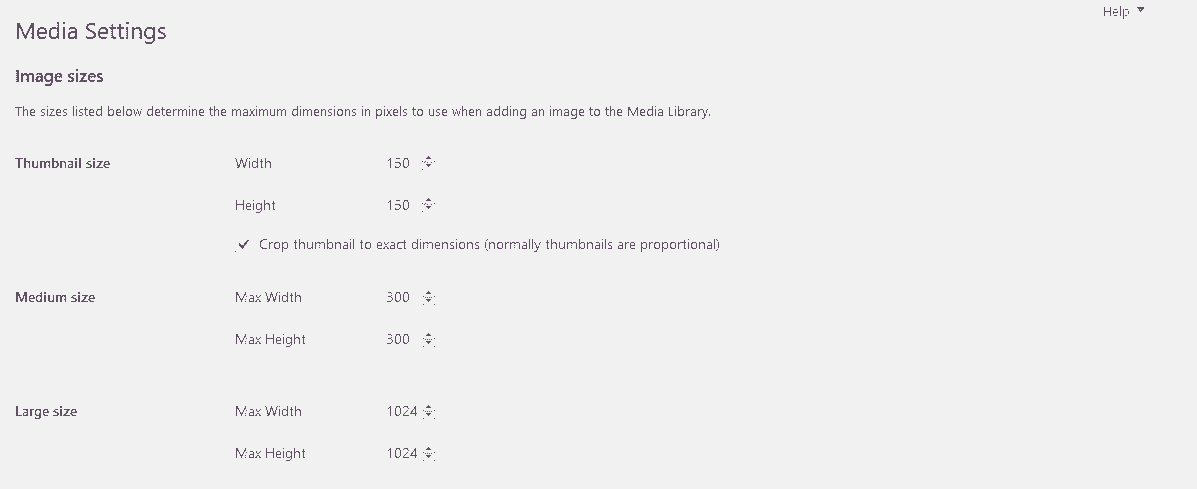 Help
Media Settings
Image sizes
The sizes listed below determine the maximum dimensions in pixels to use when adding an image to the Media Library.
Thumbnail size Width 150
Height 150
Crop thumbnail to exact dimensions (normally thumbnails are proportional)
Medium size Max Width 300
Max Height 300
Large size Max Width 1024
Max Height 1024